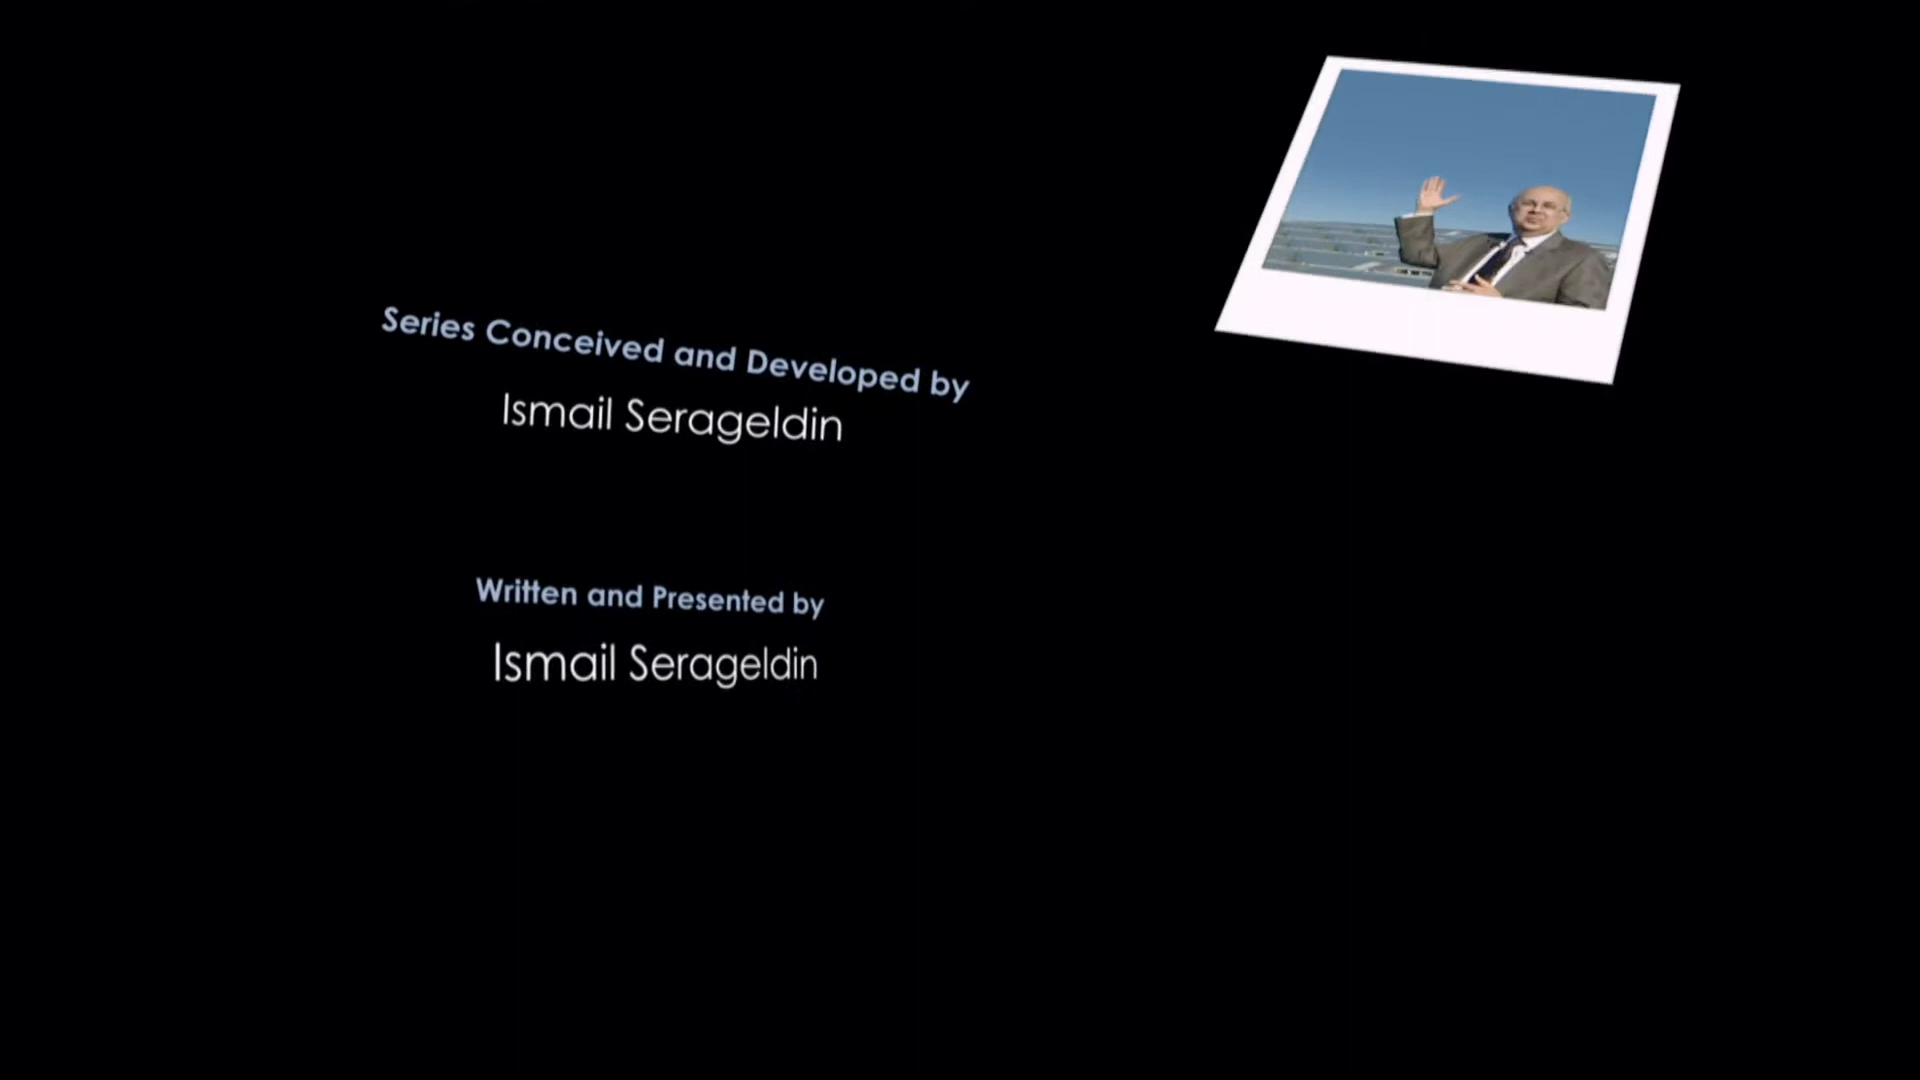 Series Conceived and Developed by
Ismail Serageldin
Written and Presented by
Ismail Serageldin